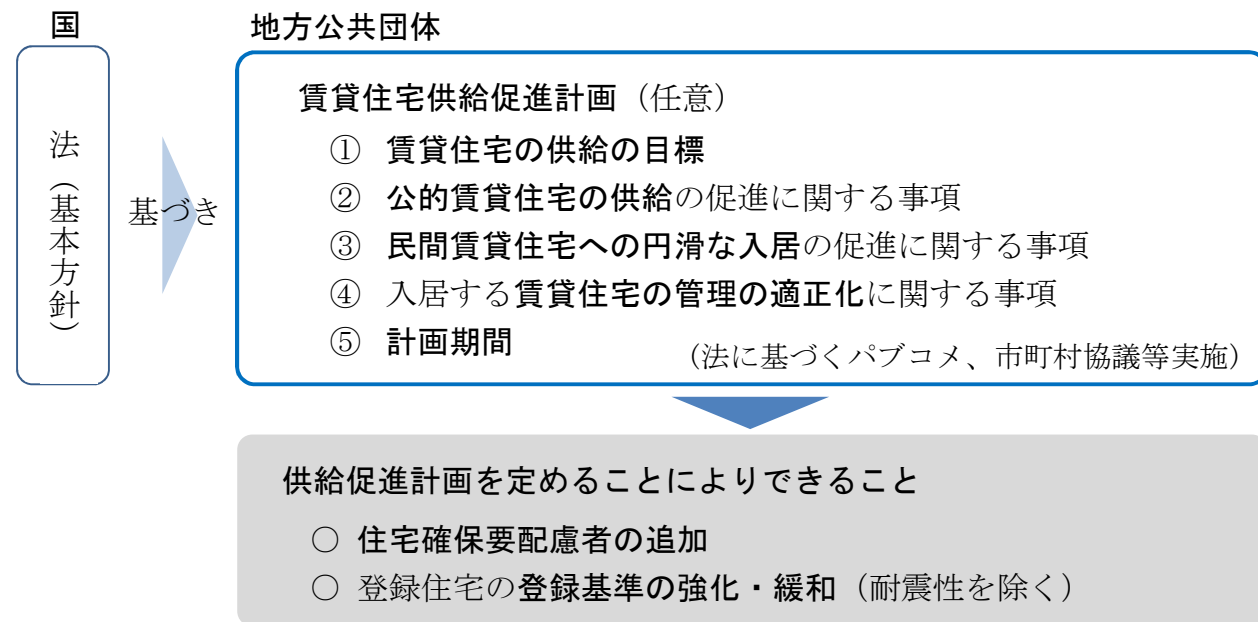 国
法（基本方針）
基づき
地方公共団体
賃貸住宅供給促進計画（任意）
① 賃貸住宅の供給の目標
② 公的賃貸住宅の供給の促進に関する事項
③ 民間賃貸住宅への円滑な入居の促進に関する事項
④ 入居する賃貸住宅の管理の適正化に関する事項
⑤ 計画期間
（法に基づくパブコメ、市町村協議等実施）
供給促進計画を定めることによりできること
○ 住宅確保要配慮者の追加
○ 登録住宅の登録基準の強化・緩和（耐震性を除く）